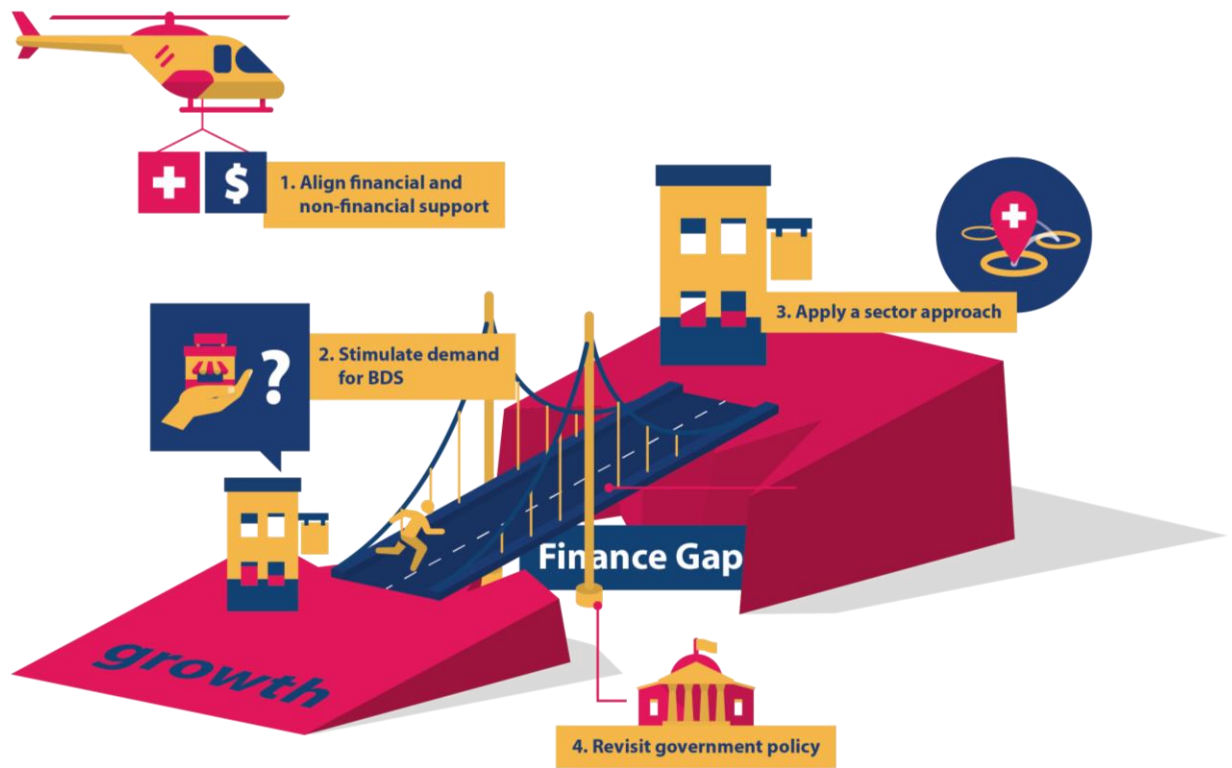 $
1. Align financial and
non-financial support
2. Stimulate demand
for BDS
?
3. Apply a sector approach
Finance Gap
growth
4. Revisit government policy